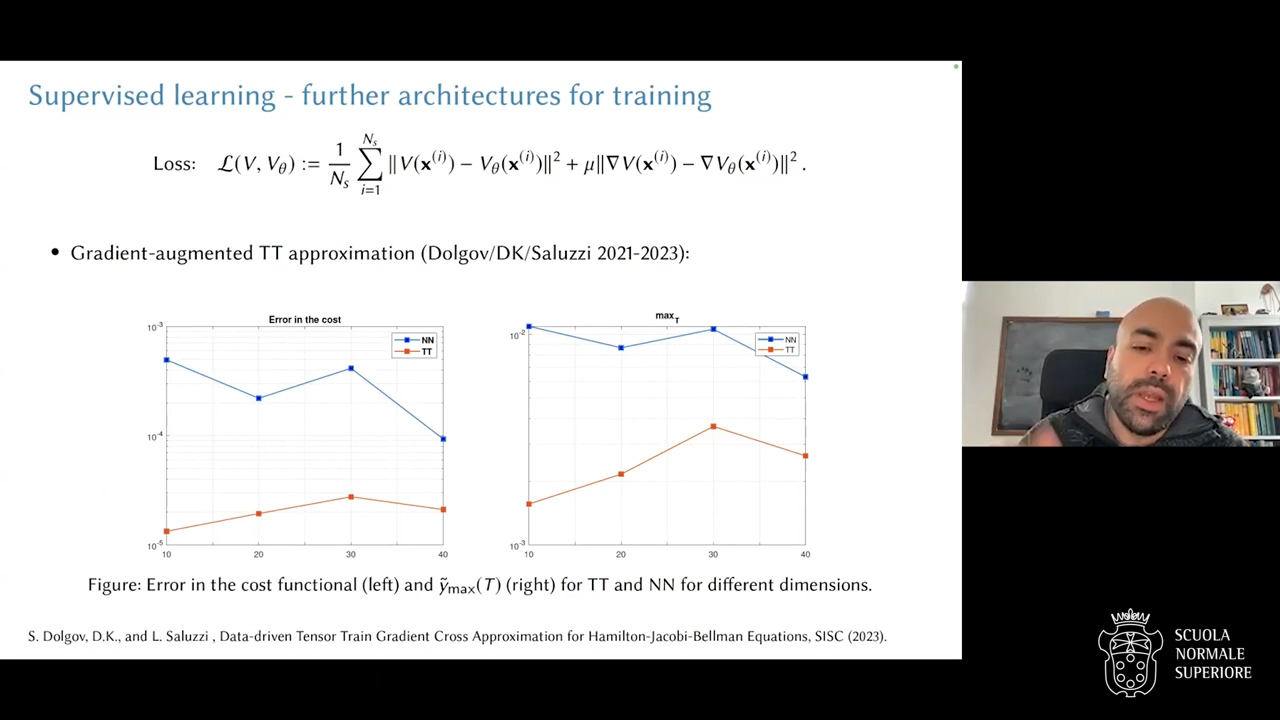 Supervised learning - further architectures for training
Loss: ℒ(V, V_θ) := 1/N_s ∑_{i=1}^{N_s} ‖V(𝐱^{(i)}) − V_θ(𝐱^{(i)})‖² + μ‖∇V(𝐱^{(i)}) − ∇V_θ(𝐱^{(i)})‖² .
• Gradient-augmented TT approximation (Dolgov/DK/Saluzzi 2021-2023):
Error in the cost
10^{-3}
10^{-4}
10^{-5}
10 20 30 40
NN
TT
max_T
10^{-2}
10^{-3}
10 20 30 40
NN
TT
Figure: Error in the cost functional (left) and ỹ_max(T) (right) for TT and NN for different dimensions.
S. Dolgov, D.K., and L. Saluzzi , Data-driven Tensor Train Gradient Cross Approximation for Hamilton-Jacobi-Bellman Equations, SISC (2023).
SCUOLA
NORMALE
SUPERIORE